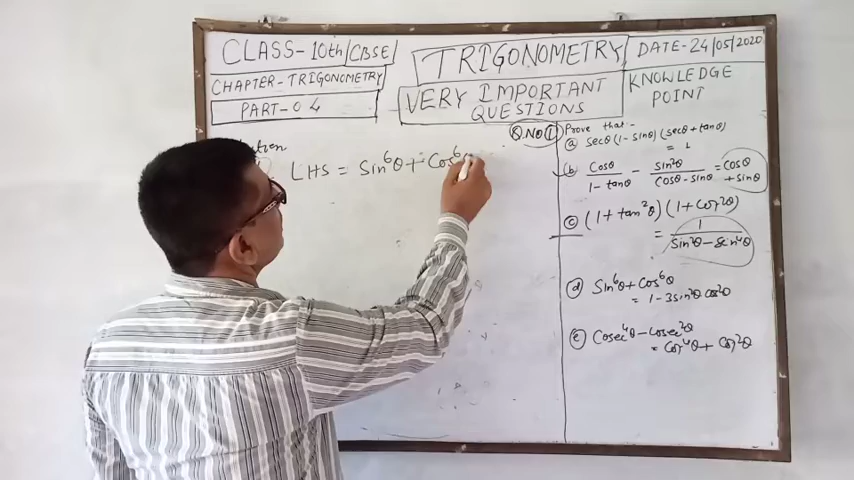 CLASS-10th/CBSE/
CHAPTER-TRIGONOMETRY
PART-04
TRIGONOMETRY
VERY IMPORTANT
QUESTIONS
DATE-24/05/2020
KNOWLEDGE
POINT
LHS = Sin⁶θ + Cos⁶
Q.NO ①
Prove that:-
ⓐ secθ(1-sinθ)(secθ+tanθ)
= 1
ⓑ Cosθ/(1-tanθ) - Sin²θ/(Cosθ-sinθ) = Cosθ
+sinθ
ⓒ (1+tan²θ)(1+Cot²θ)
= 1/(Sin²θ-Sin⁴θ)
ⓓ Sin⁶θ+Cos⁶θ
= 1-3sin²θ cos²θ
ⓔ Cosec⁴θ-Cosec²θ
= Cot⁴θ+Cot²θ